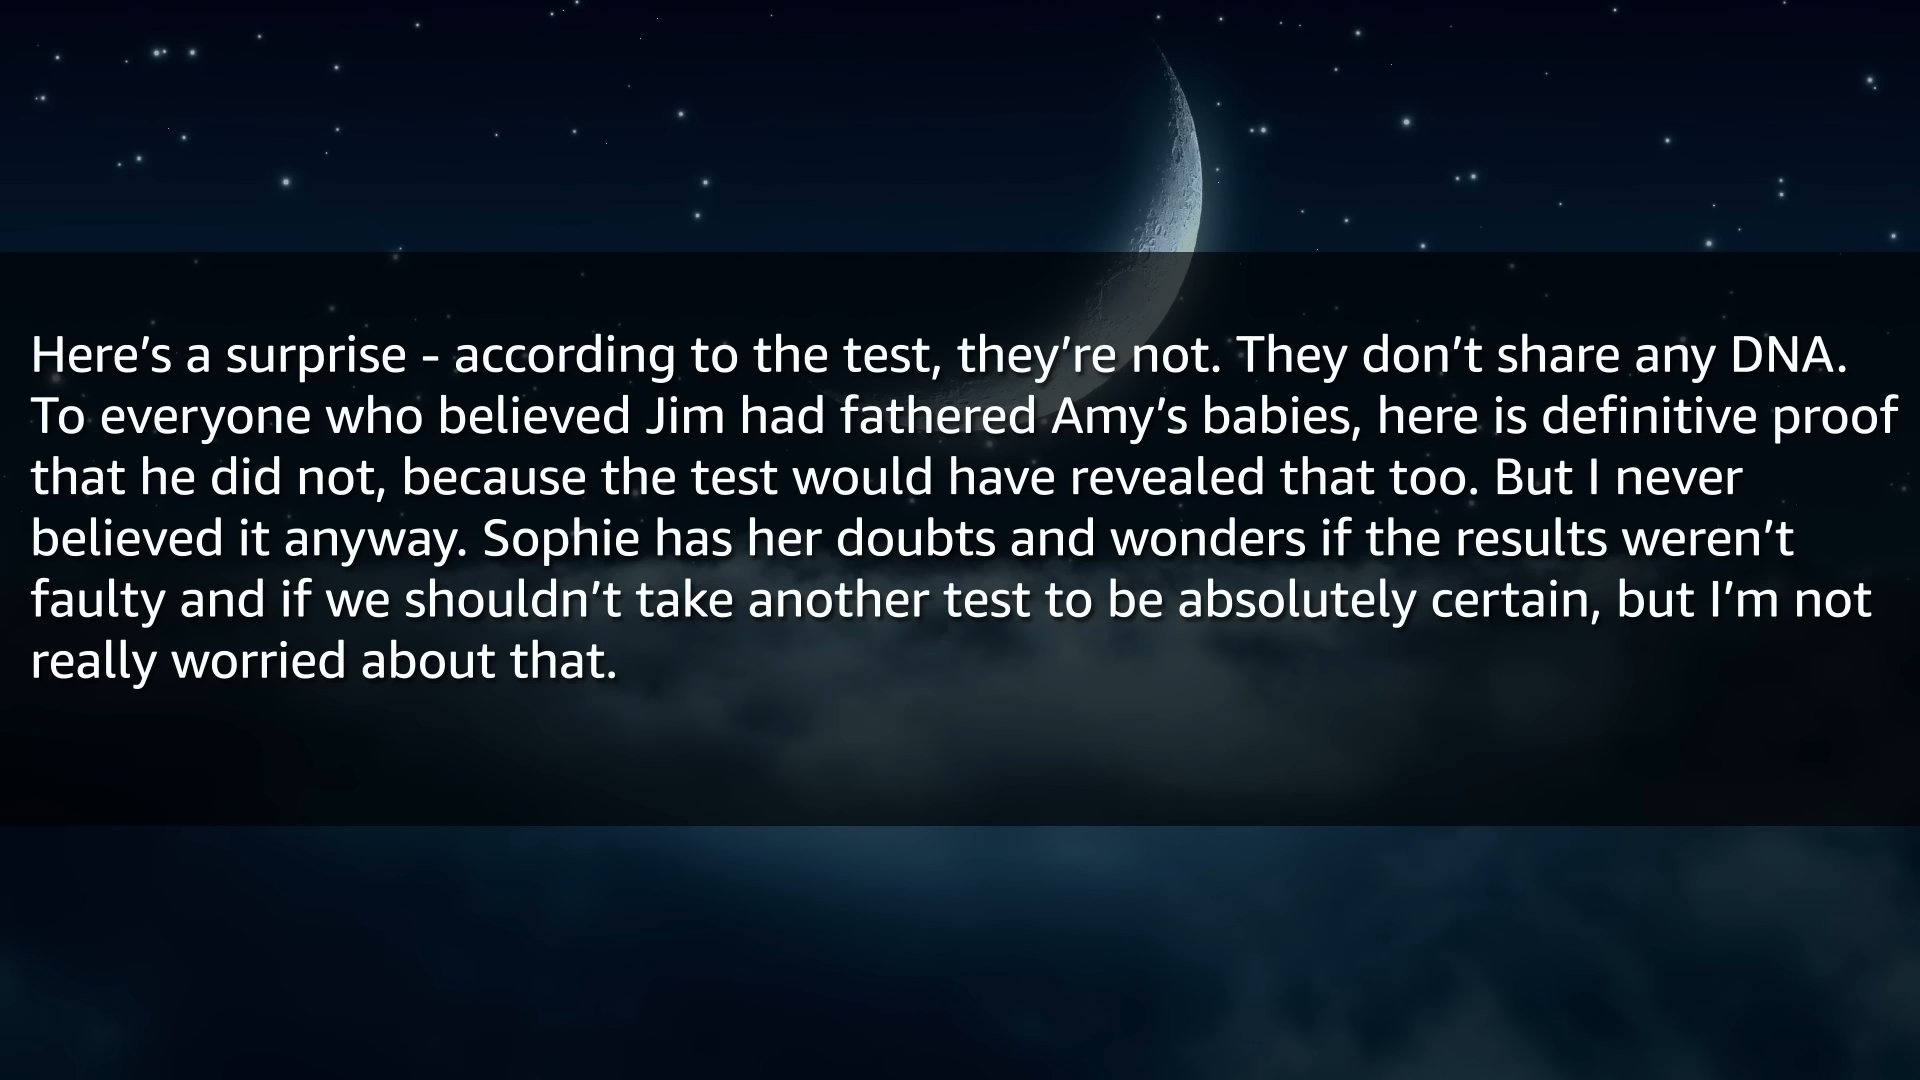 Here’s a surprise - according to the test, they’re not. They don’t share any DNA.
To everyone who believed Jim had fathered Amy’s babies, here is definitive proof
that he did not, because the test would have revealed that too. But I never
believed it anyway. Sophie has her doubts and wonders if the results weren’t
faulty and if we shouldn’t take another test to be absolutely certain, but I’m not
really worried about that.